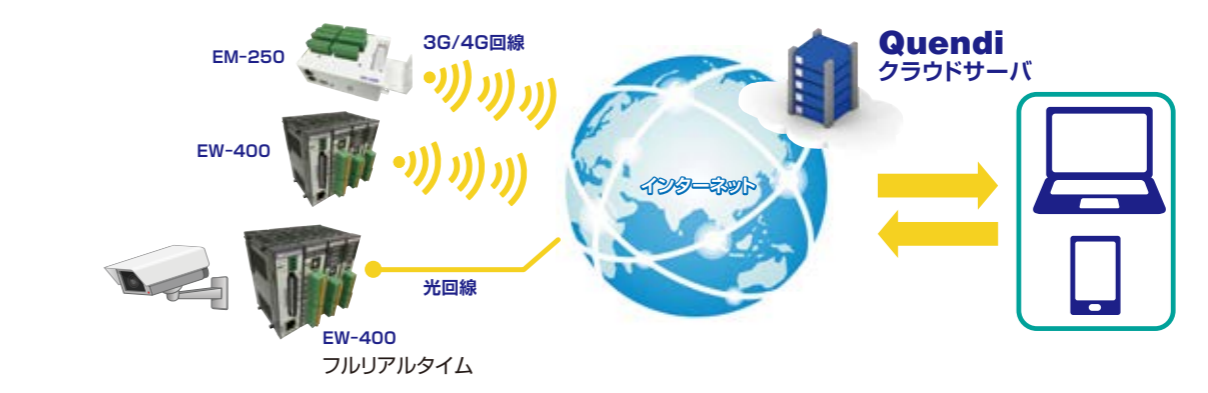 EM-250
3G/4G回線
Quendi
クラウドサーバ
EW-400
インターネット
光回線
EW-400
フルリアルタイム